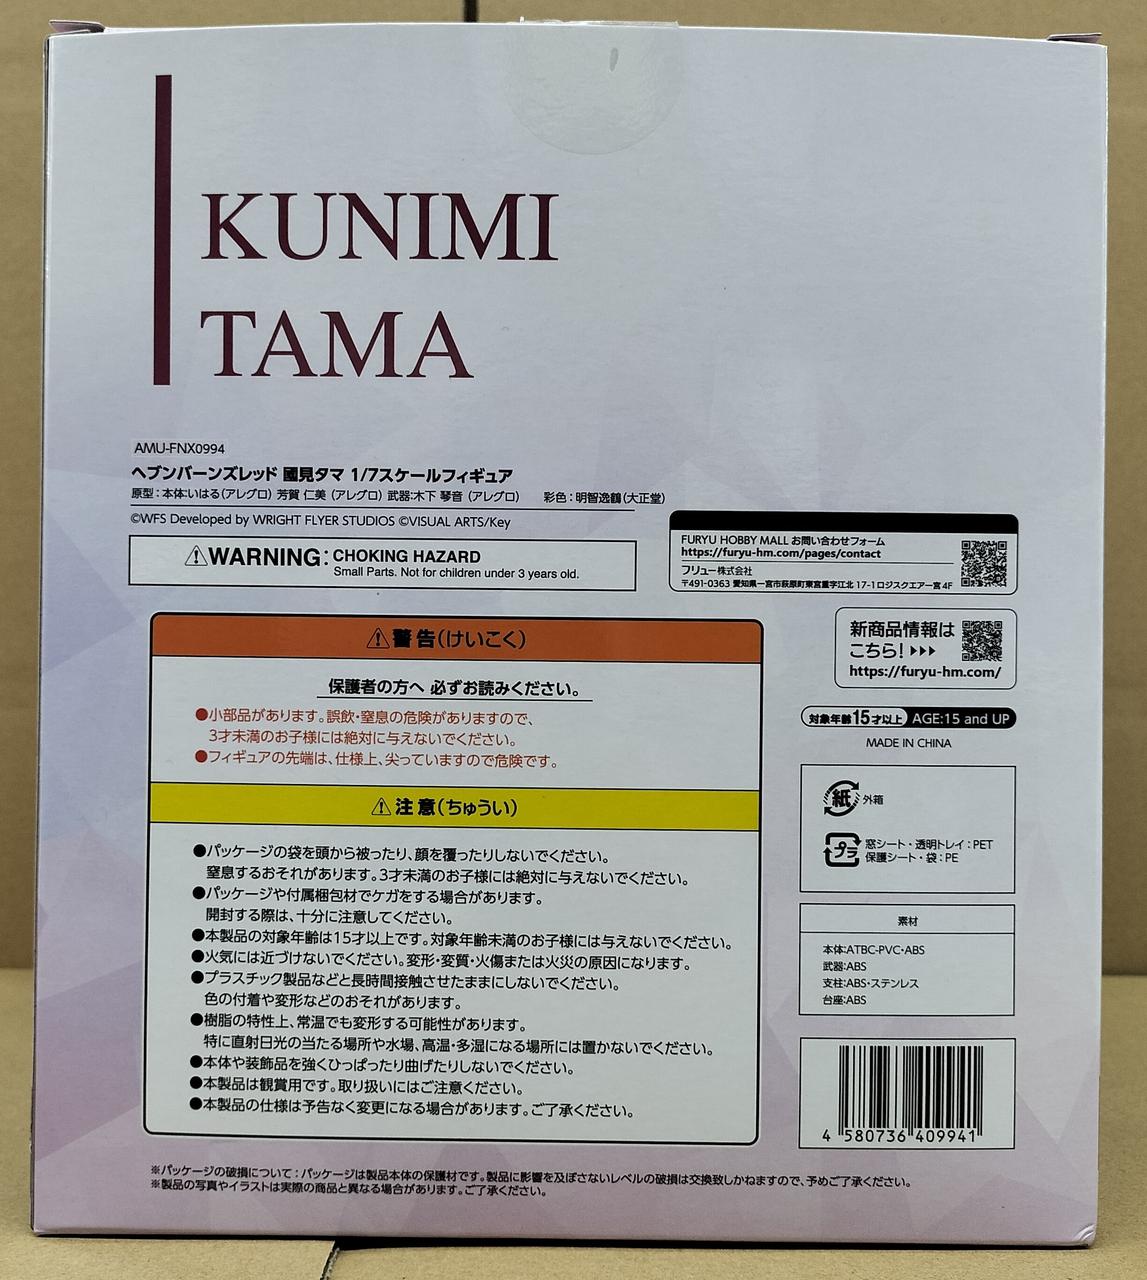 KUNIMI
TAMA
AMU-FNX0994
ヘブンバーンズレッド 國見タマ 1/7スケールフィギュア
原型：本体:いはる（アレグロ） 芳賀 仁美（アレグロ） 武器:木下 琴音（アレグロ） 彩色：明智逸鶴（大正堂）
©WFS Developed by WRIGHT FLYER STUDIOS ©VISUAL ARTS/Key
⚠WARNING: CHOKING HAZARD
Small Parts. Not for children under 3 years old.
FURYU HOBBY MALL お問い合わせフォーム
https://furyu-hm.com/pages/contact
フリュー株式会社
〒491-0363 愛知県一宮市萩原町東宮重字江北 17-1ロジスクエアー宮 4F
新商品情報は
こちら!▶▶▶
https://furyu-hm.com/
対象年齢15才以上 AGE:15 and UP
MADE IN CHINA
⚠警告（けいこく）
保護者の方へ 必ずお読みください。
●小部品があります。誤飲・窒息の危険がありますので、
3才未満のお子様には絶対に与えないでください。
●フィギュアの先端は、仕様上、尖っていますので危険です。
⚠注意（ちゅうい）
●パッケージの袋を頭から被ったり、顔を覆ったりしないでください。
窒息するおそれがあります。3才未満のお子様には絶対に与えないでください。
●パッケージや付属梱包材でケガをする場合があります。
開封する際は、十分に注意してください。
●本製品の対象年齢は15才以上です。対象年齢未満のお子様には与えないでください。
●火気には近づけないでください。変形・変質・火傷または火災の原因になります。
●プラスチック製品などと長時間接触させたままにしないでください。
色の付着や変形などのおそれがあります。
●樹脂の特性上、常温でも変形する可能性があります。
特に直射日光の当たる場所や水場、高温・多湿になる場所には置かないでください。
●本体や装飾品を強くひっぱったり曲げたりしないでください。
●本製品は観賞用です。取り扱いにはご注意ください。
●本製品の仕様は予告なく変更になる場合があります。ご了承ください。
紙 外箱
プラ 窓シート・透明トレイ：PET
保護シート・袋：PE
素材
本体:ATBC-PVC・ABS
武器:ABS
支柱:ABS・ステンレス
台座:ABS
4 580736 409941
※パッケージの破損について：パッケージは製品本体の保護材です。製品に影響を及ぼさないレベルの破損は交換致しかねますので、予めご了承ください。
※製品の写真やイラストは実際の商品と異なる場合があります。ご了承ください。